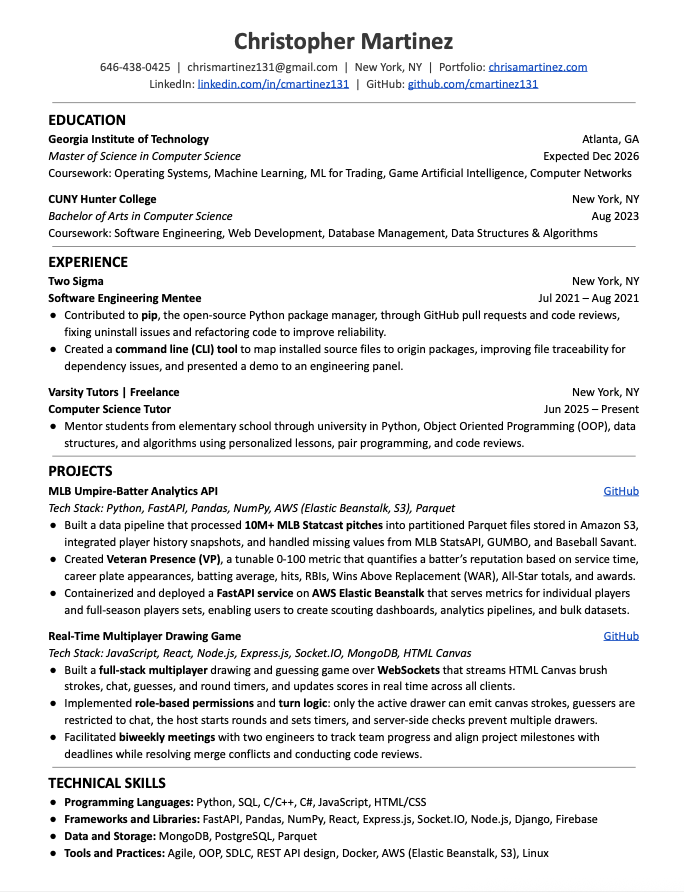 Christopher Martinez
646-438-0425 | chrismartinez131@gmail.com | New York, NY | Portfolio: chrisamartinez.com
LinkedIn: linkedin.com/in/cmartinez131 | GitHub: github.com/cmartinez131
EDUCATION
Georgia Institute of Technology Atlanta, GA
Master of Science in Computer Science Expected Dec 2026
Coursework: Operating Systems, Machine Learning, ML for Trading, Game Artificial Intelligence, Computer Networks
CUNY Hunter College New York, NY
Bachelor of Arts in Computer Science Aug 2023
Coursework: Software Engineering, Web Development, Database Management, Data Structures & Algorithms
EXPERIENCE
Two Sigma New York, NY
Software Engineering Mentee Jul 2021 – Aug 2021
● Contributed to pip, the open-source Python package manager, through GitHub pull requests and code reviews,
fixing uninstall issues and refactoring code to improve reliability.
● Created a command line (CLI) tool to map installed source files to origin packages, improving file traceability for
dependency issues, and presented a demo to an engineering panel.
Varsity Tutors | Freelance New York, NY
Computer Science Tutor Jun 2025 – Present
● Mentor students from elementary school through university in Python, Object Oriented Programming (OOP), data
structures, and algorithms using personalized lessons, pair programming, and code reviews.
PROJECTS
MLB Umpire-Batter Analytics API GitHub
Tech Stack: Python, FastAPI, Pandas, NumPy, AWS (Elastic Beanstalk, S3), Parquet
● Built a data pipeline that processed 10M+ MLB Statcast pitches into partitioned Parquet files stored in Amazon S3,
integrated player history snapshots, and handled missing values from MLB StatsAPI, GUMBO, and Baseball Savant.
● Created Veteran Presence (VP), a tunable 0-100 metric that quantifies a batter’s reputation based on service time,
career plate appearances, batting average, hits, RBIs, Wins Above Replacement (WAR), All-Star totals, and awards.
● Containerized and deployed a FastAPI service on AWS Elastic Beanstalk that serves metrics for individual players
and full-season players sets, enabling users to create scouting dashboards, analytics pipelines, and bulk datasets.
Real-Time Multiplayer Drawing Game GitHub
Tech Stack: JavaScript, React, Node.js, Express.js, Socket.IO, MongoDB, HTML Canvas
● Built a full-stack multiplayer drawing and guessing game over WebSockets that streams HTML Canvas brush
strokes, chat, guesses, and round timers, and updates scores in real time across all clients.
● Implemented role-based permissions and turn logic: only the active drawer can emit canvas strokes, guessers are
restricted to chat, the host starts rounds and sets timers, and server-side checks prevent multiple drawers.
● Facilitated biweekly meetings with two engineers to track team progress and align project milestones with
deadlines while resolving merge conflicts and conducting code reviews.
TECHNICAL SKILLS
● Programming Languages: Python, SQL, C/C++, C#, JavaScript, HTML/CSS
● Frameworks and Libraries: FastAPI, Pandas, NumPy, React, Express.js, Socket.IO, Node.js, Django, Firebase
● Data and Storage: MongoDB, PostgreSQL, Parquet
● Tools and Practices: Agile, OOP, SDLC, REST API design, Docker, AWS (Elastic Beanstalk, S3), Linux